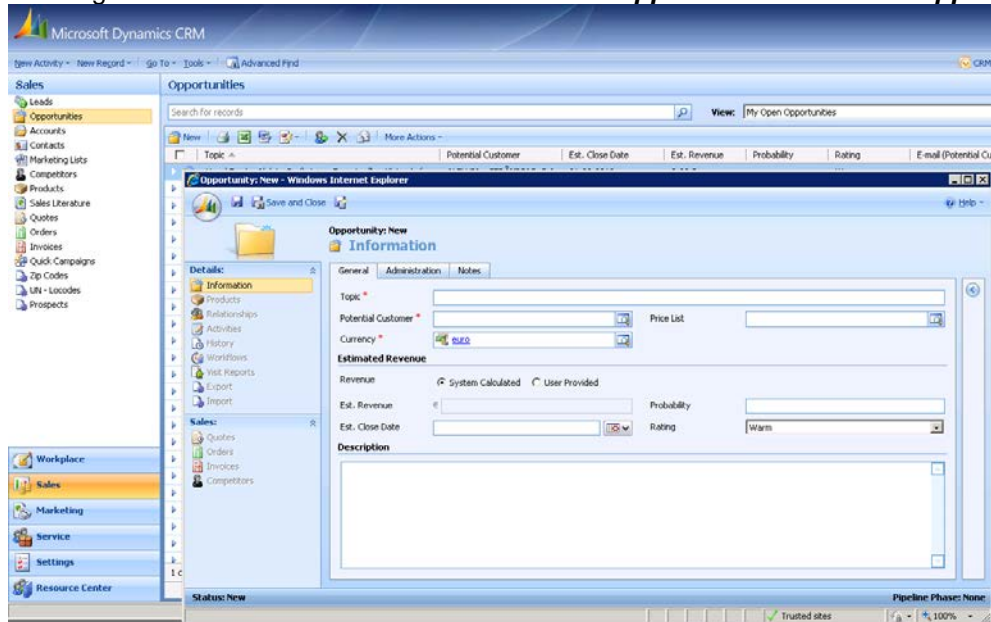 Microsoft Dynamics CRM
New Activity New Record Go To Tools Advanced Find CRM
Sales
Opportunities
Leads
Opportunities
Accounts
Contacts
Marketing Lists
Competitors
Products
Sales Literature
Quotes
Orders
Invoices
Quick Campaigns
Zip Codes
UN - Locodes
Prospects
Workplace
Sales
Marketing
Service
Settings
Resource Center
Search for records View: My Open Opportunities
New More Actions
Topic Potential Customer Est. Close Date Est. Revenue Probability Rating E-mail (Potential Cu
Opportunity: New - Windows Internet Explorer
Save and Close Help
Opportunity: New
Information
Details:
Information
Products
Relationships
Activities
History
Workflows
Visit Reports
Export
Import
Sales:
Quotes
Orders
Invoices
Competitors
General Administration Notes
Topic *
Potential Customer * Price List
Currency * euro
Estimated Revenue
Revenue System Calculated User Provided
Est. Revenue € Probability
Est. Close Date Rating Warm
Description
Status: New Pipeline Phase: None
Trusted sites 100%